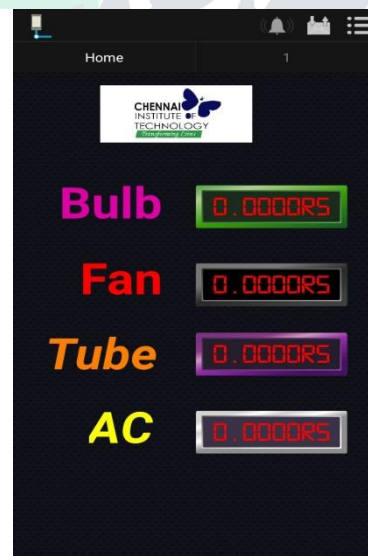 Home 1
CHENNAI
INSTITUTE OF
TECHNOLOGY
Transforming Lives
Bulb 0.0000RS
Fan 0.0000RS
Tube 0.0000RS
AC 0.0000RS